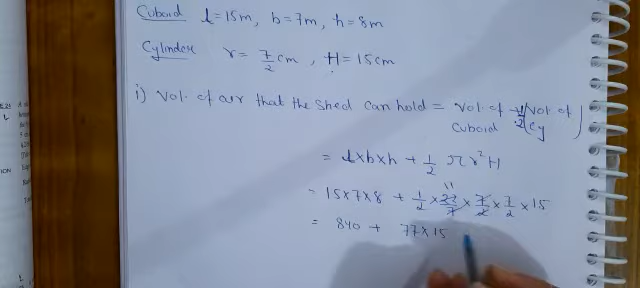 Cuboid l = 15m, b = 7m, h = 8m
Cylinder r = 7/2 cm, H = 15cm
i) Vol. of air that the shed can hold = Vol. of cuboid + 1/2 (Vol of Cy)
= l×b×h + 1/2 πr²H
= 15×7×8 + 1/2 × 22/7 × 7/2 × 7/2 × 15
= 840 + 77×15